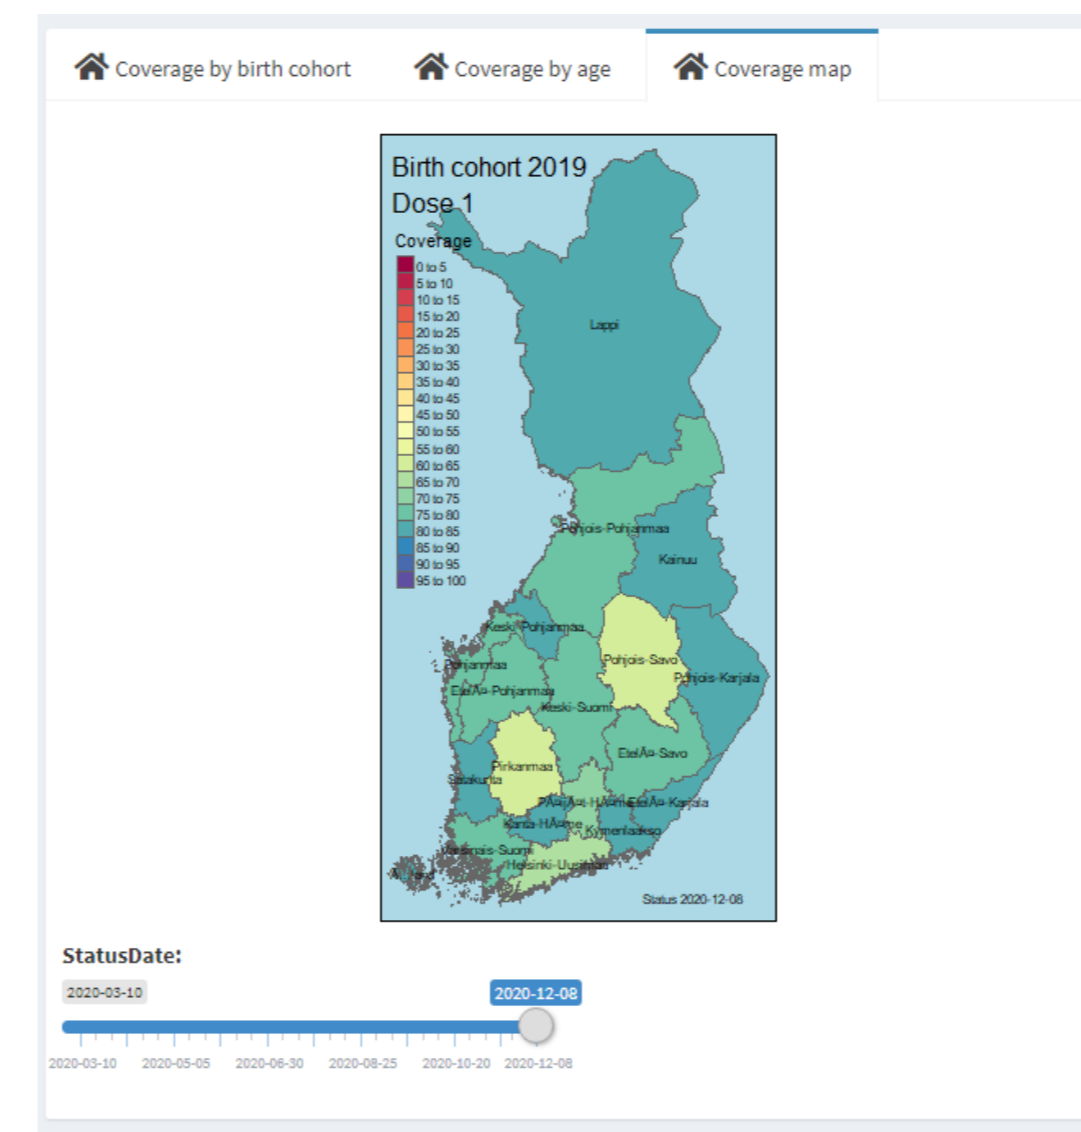 Coverage by birth cohort
Coverage by age
Coverage map
Birth cohort 2019
Dose 1
Coverage
0 to 5
5 to 10
10 to 15
15 to 20
20 to 25
25 to 30
30 to 35
35 to 40
40 to 45
45 to 50
50 to 55
55 to 60
60 to 65
65 to 70
70 to 75
75 to 80
80 to 85
85 to 90
90 to 95
95 to 100
Lappi
Pohjois-Pohjanmaa
Kainuu
Keski-Pohjanmaa
Pohjois-Savo
Pohjanmaa
Pohjois-Karjala
EtelÃ¤-Pohjanmaa
Keski-Suomi
EtelÃ¤-Savo
Pirkanmaa
Satakunta
PÃ¤ijÃ¤t-HÃ¤me
EtelÃ¤-Karjala
Kanta-HÃ¤me
Kymenlaakso
Varsinais-Suomi
Helsinki-Uusimaa
Status 2020-12-08
StatusDate:
2020-03-10
2020-12-08
2020-03-10
2020-05-05
2020-06-30
2020-08-25
2020-10-20
2020-12-08